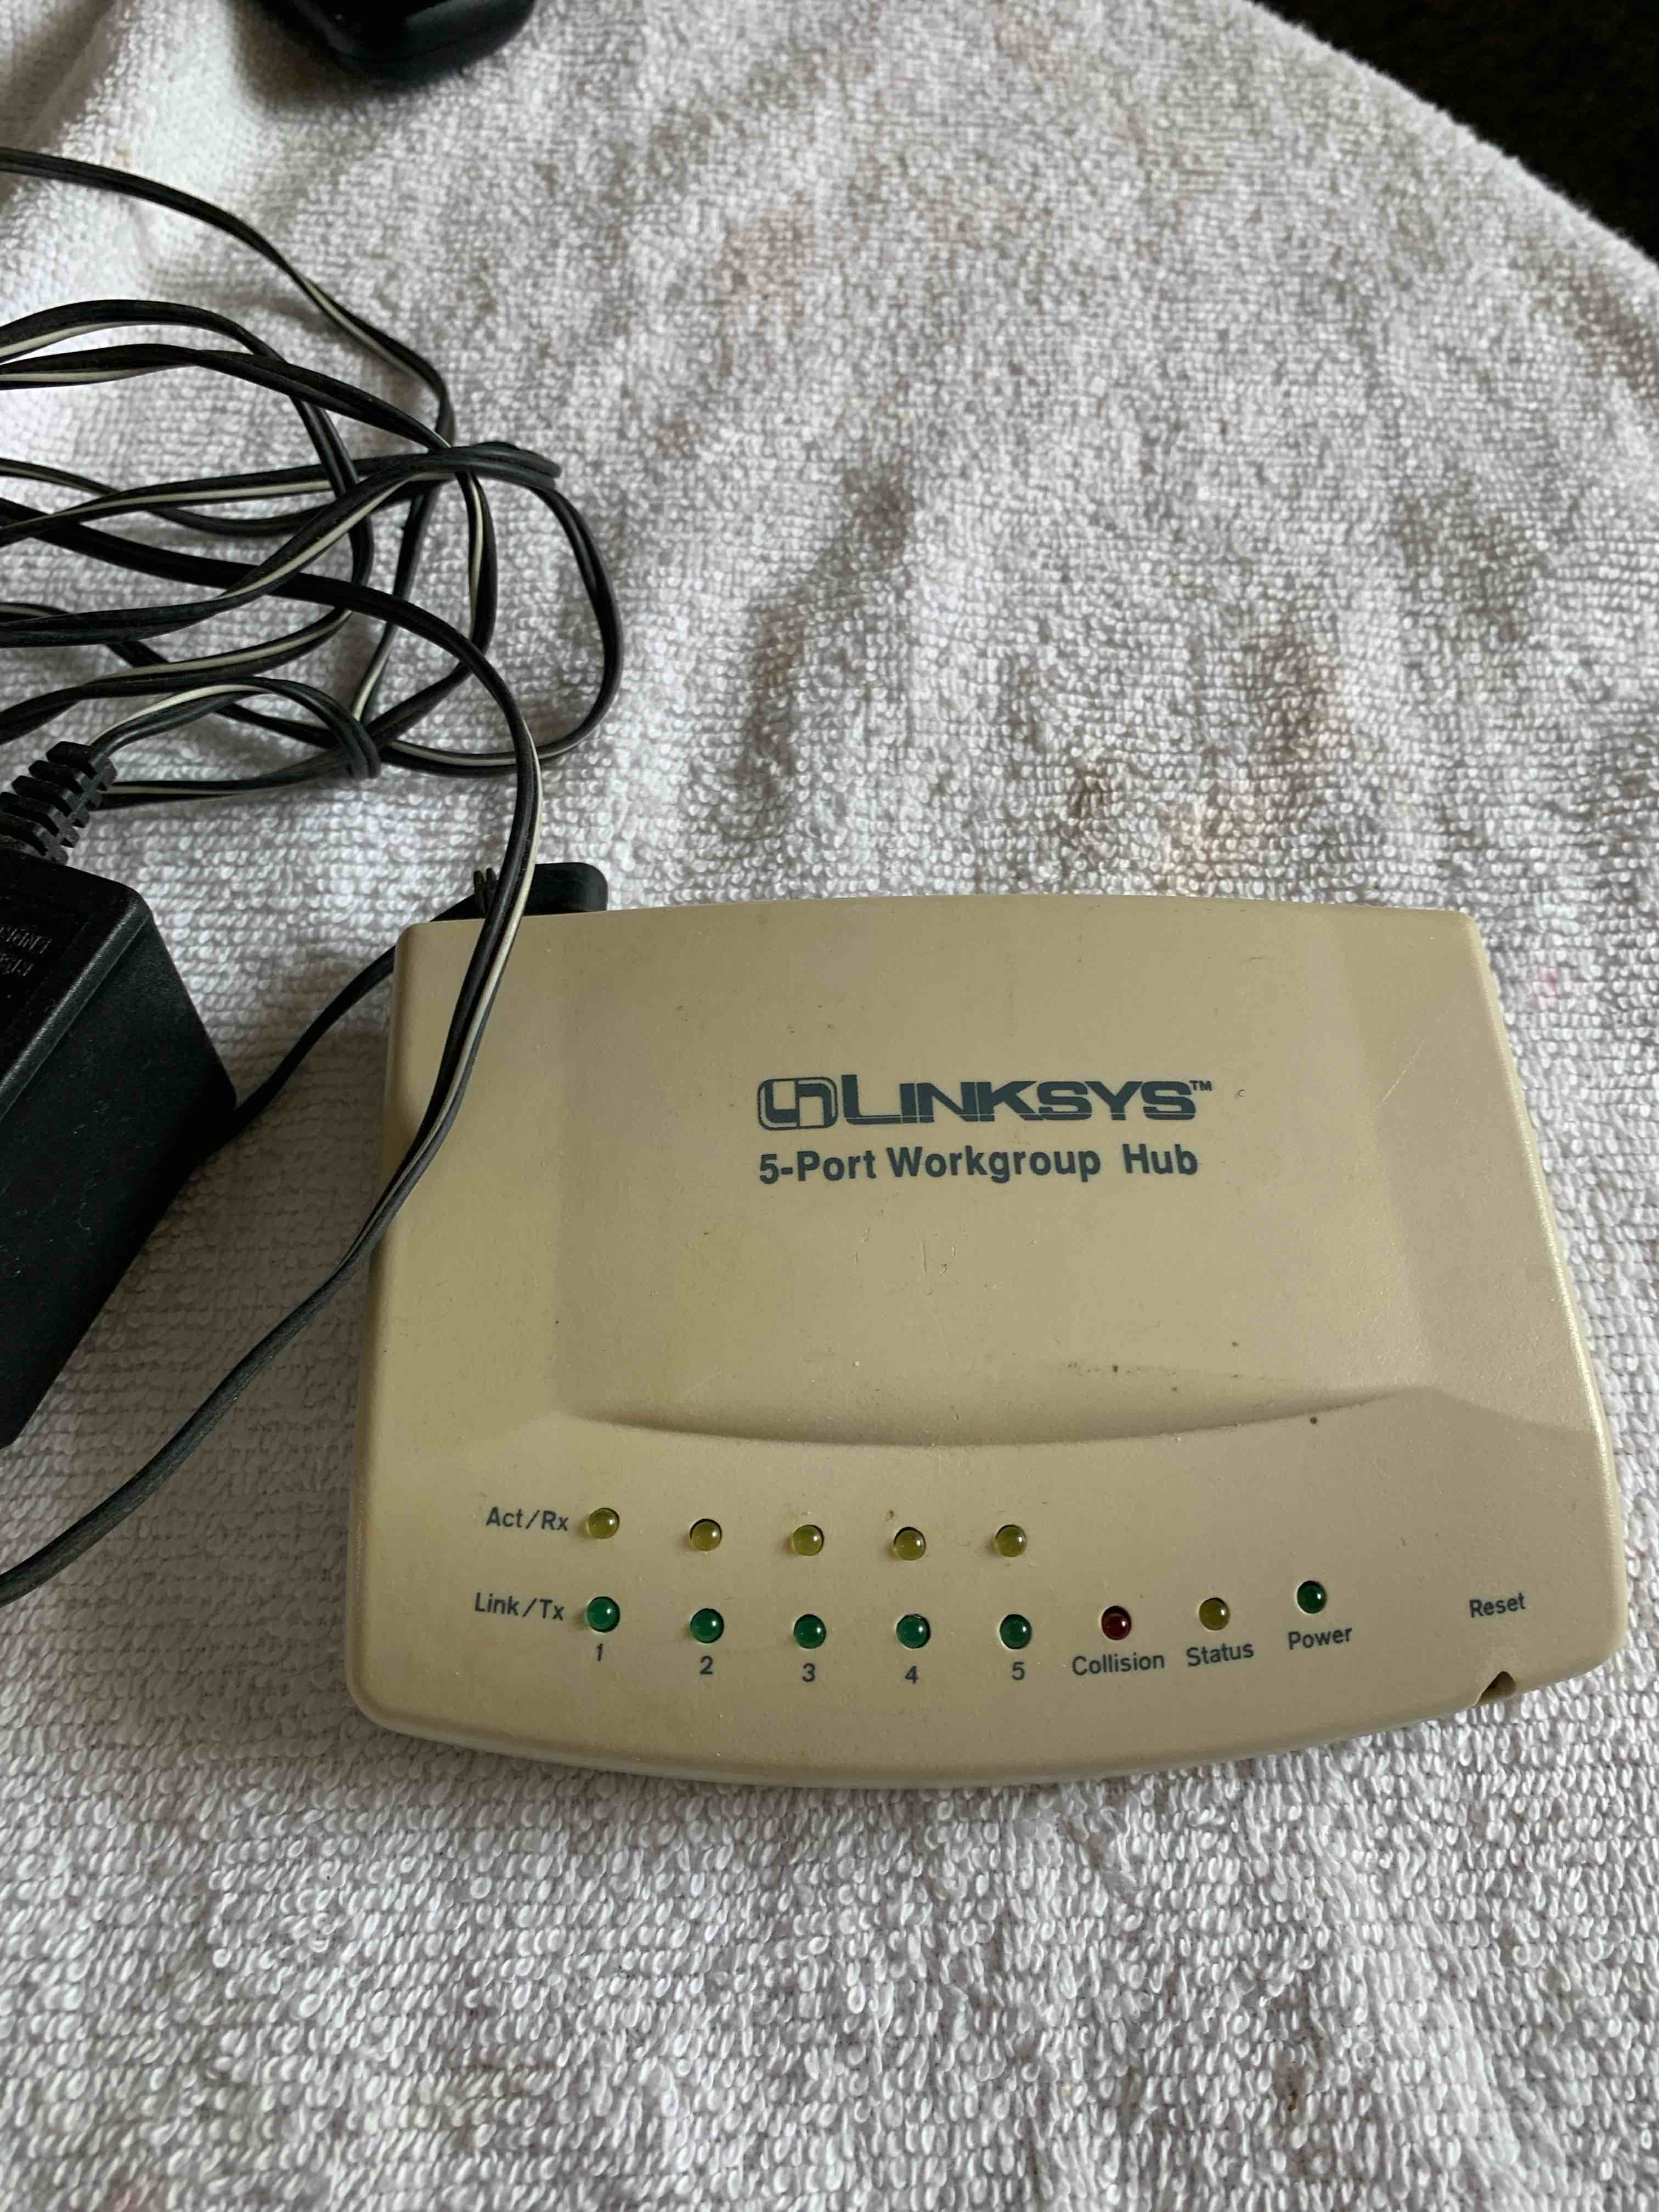 LINKSYS™
5-Port Workgroup Hub
Act/Rx
Link/Tx
1 2 3 4 5 Collision Status Power Reset